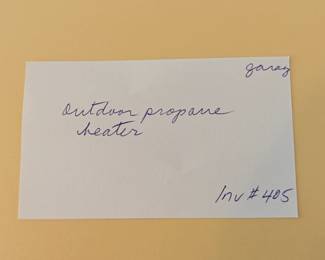 garag
outdoor propane
heater
Inv # 405